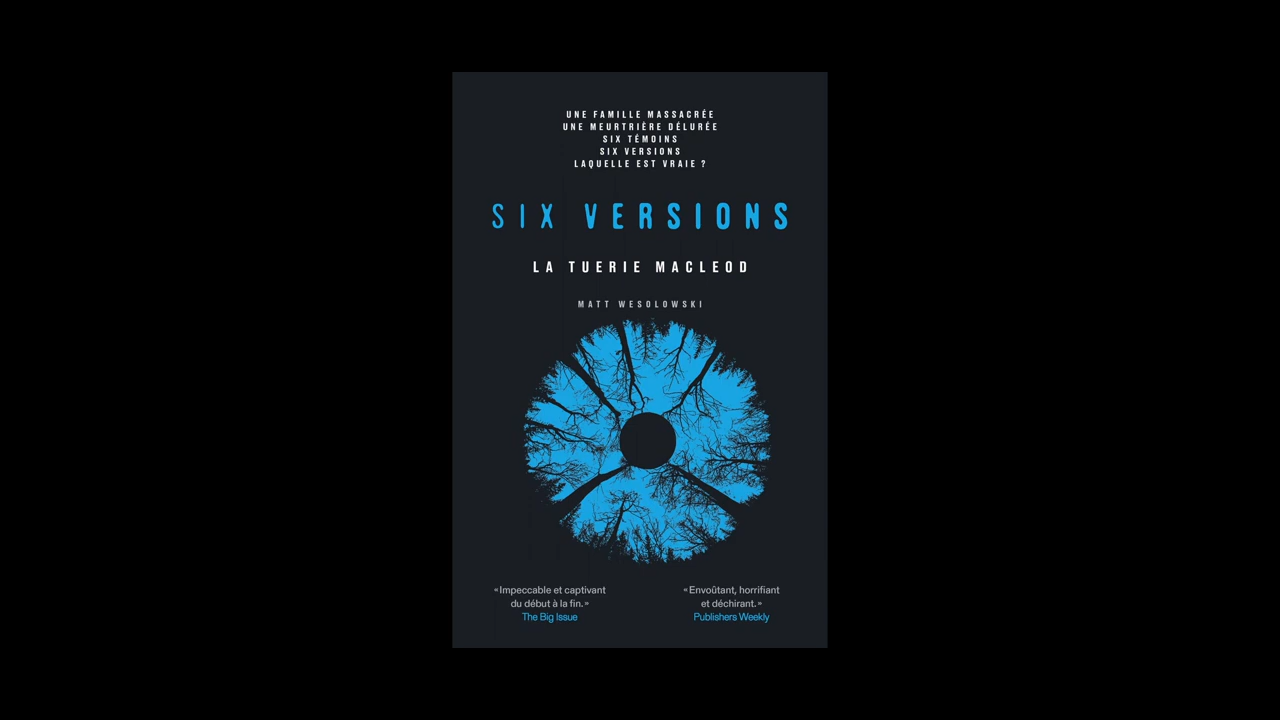 UNE FAMILLE MASSACRÉE
UNE MEURTRIÈRE DÉLURÉE
SIX TÉMOINS
SIX VERSIONS
LAQUELLE EST VRAIE ?
SIX VERSIONS
LA TUERIE MACLEOD
MATT WESOLOWSKI
«Impeccable et captivant
du début à la fin.»
The Big Issue
«Envoûtant, horrifiant
et déchirant.»
Publishers Weekly